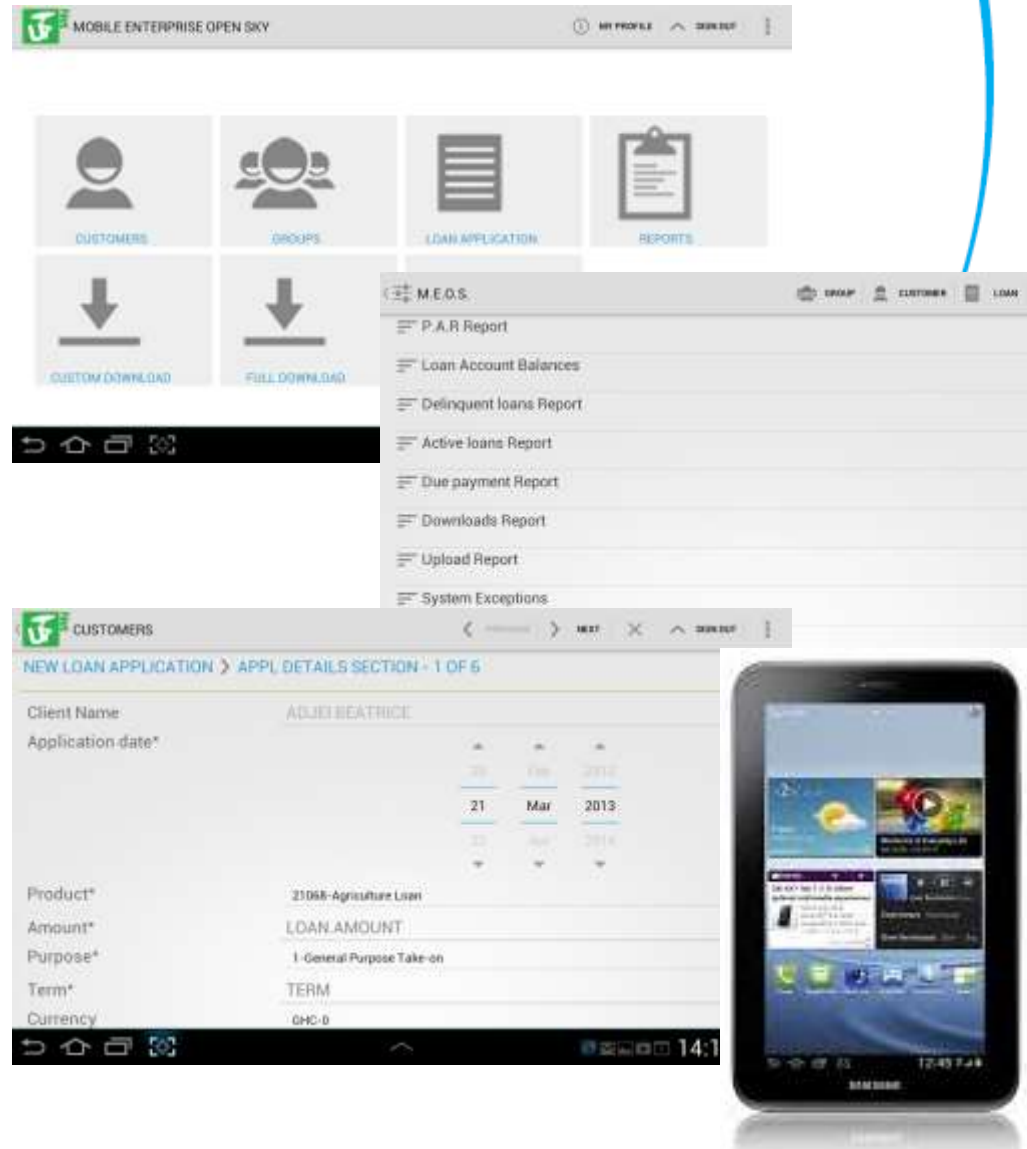 MOBILE ENTERPRISE OPEN SKY
MY PROFILE
SIGN OUT
CUSTOMERS
GROUPS
LOAN APPLICATION
REPORTS
CUSTOM DOWNLOAD
FULL DOWNLOAD
M.E.O.S.
GROUP
CUSTOMER
LOAN
P.A.R Report
Loan Account Balances
Delinquent loans Report
Active loans Report
Due payment Report
Downloads Report
Upload Report
System Exceptions
CUSTOMERS
NEXT
SIGN OUT
NEW LOAN APPLICATION > APPL DETAILS SECTION - 1 OF 6
Client Name ADJEI BEATRICE
Application date*
21 Mar 2013
Product* 21068-Agriculture Loan
Amount* LOAN AMOUNT
Purpose* 1-General Purpose Take-on
Term* TERM
Currency GHC-0
14:1
12:45
SAMSUNG